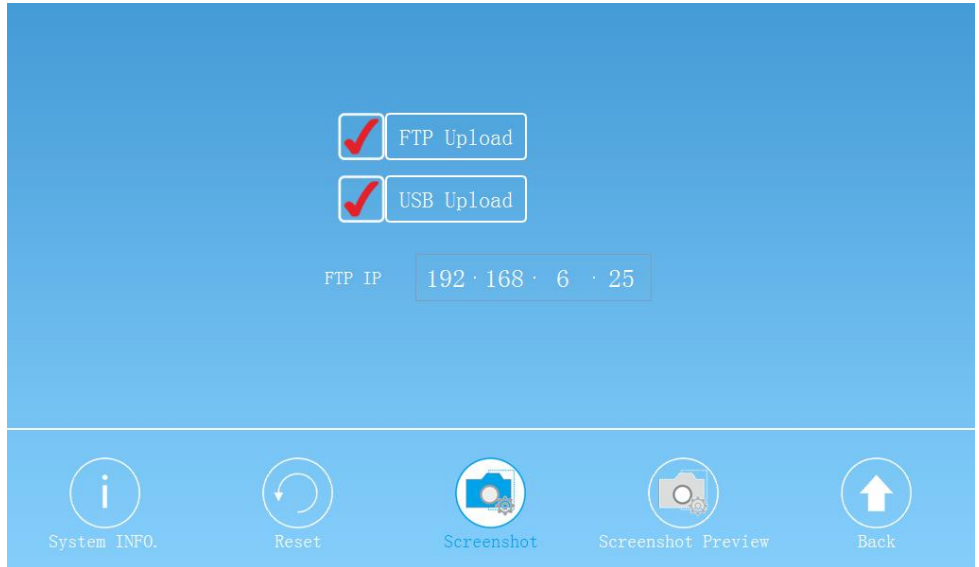 FTP Upload
USB Upload
FTP IP 192·168· 6 ·25
System INFO. Reset Screenshot Screenshot Preview Back